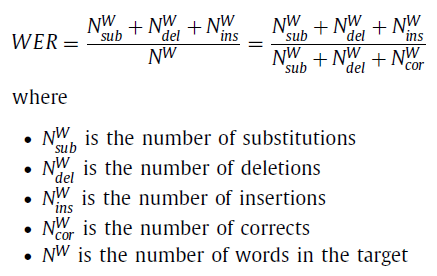 WER = \frac{N^W_{sub} + N^W_{del} + N^W_{ins}}{N^W} = \frac{N^W_{sub} + N^W_{del} + N^W_{ins}}{N^W_{sub} + N^W_{del} + N^W_{cor}}
where
• N^W_{sub} is the number of substitutions
• N^W_{del} is the number of deletions
• N^W_{ins} is the number of insertions
• N^W_{cor} is the number of corrects
• N^W is the number of words in the target